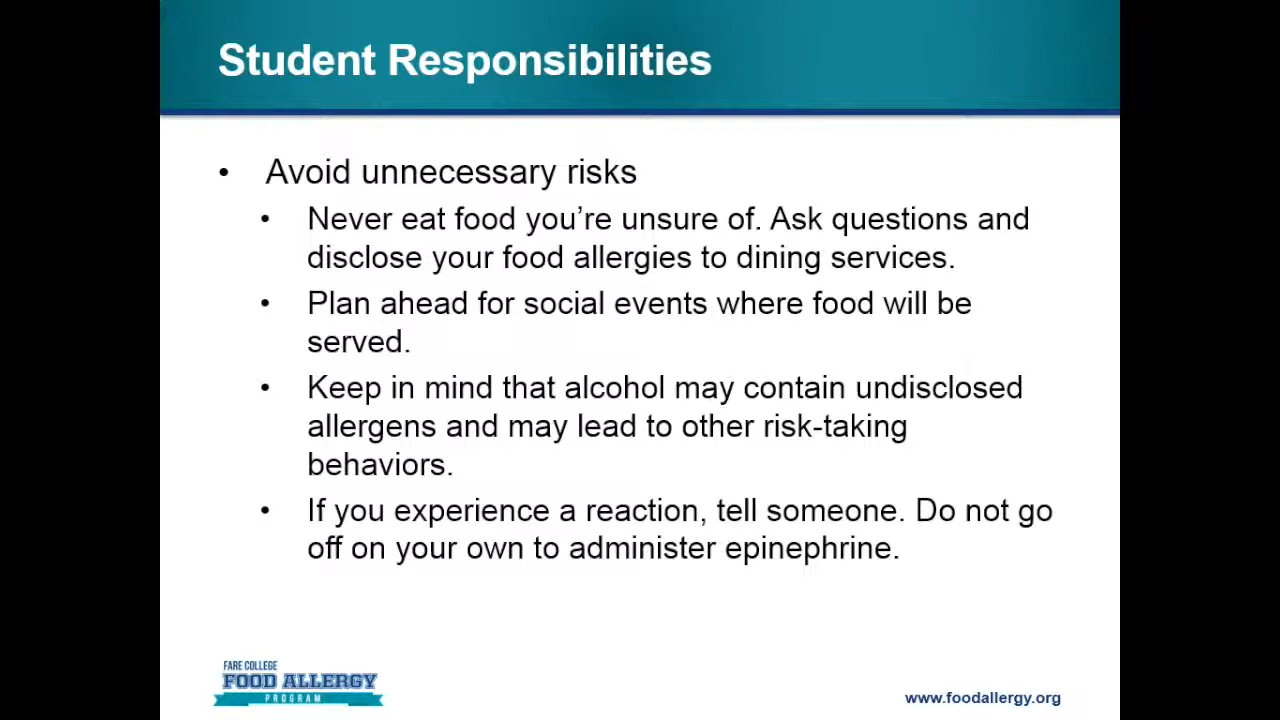 Student Responsibilities
• Avoid unnecessary risks
• Never eat food you’re unsure of. Ask questions and
disclose your food allergies to dining services.
• Plan ahead for social events where food will be
served.
• Keep in mind that alcohol may contain undisclosed
allergens and may lead to other risk-taking
behaviors.
• If you experience a reaction, tell someone. Do not go
off on your own to administer epinephrine.
FARE COLLEGE
FOOD ALLERGY
PROGRAM
www.foodallergy.org